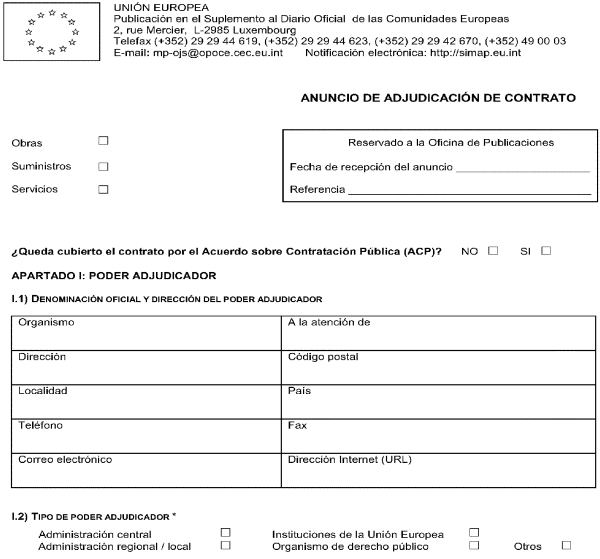 UNIÓN EUROPEA
Publicación en el Suplemento al Diario Oficial de las Comunidades Europeas
2, rue Mercier, L-2985 Luxembourg
Telefax (+352) 29 29 44 619, (+352) 29 29 44 623, (+352) 29 29 42 670, (+352) 49 00 03
E-mail: mp-ojs@opoce.cec.eu.int Notificación electrónica: http://simap.eu.int
ANUNCIO DE ADJUDICACIÓN DE CONTRATO
Obras
Suministros
Servicios
Reservado a la Oficina de Publicaciones
Fecha de recepción del anuncio
Referencia
¿Queda cubierto el contrato por el Acuerdo sobre Contratación Pública (ACP)? NO SI
APARTADO I: PODER ADJUDICADOR
I.1) DENOMINACIÓN OFICIAL Y DIRECCIÓN DEL PODER ADJUDICADOR
Organismo A la atención de
Dirección Código postal
Localidad País
Teléfono Fax
Correo electrónico Dirección Internet (URL)
I.2) TIPO DE PODER ADJUDICADOR *
Administración central Instituciones de la Unión Europea
Administración regional / local Organismo de derecho público Otros